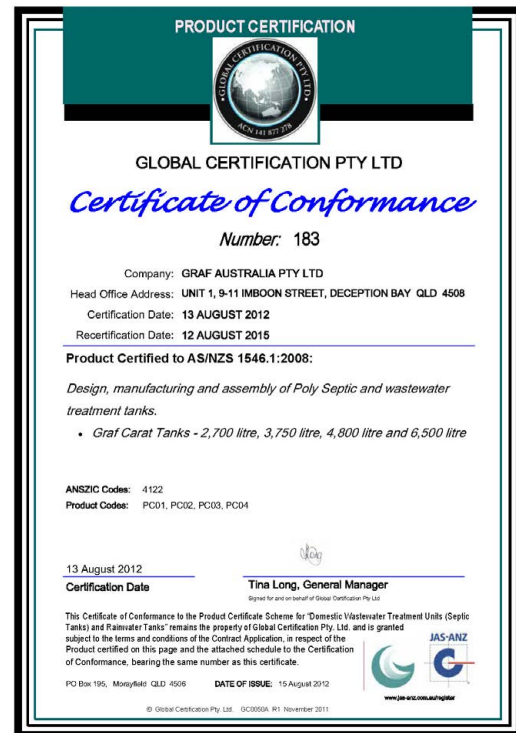 PRODUCT CERTIFICATION
GLOBAL CERTIFICATION PTY LTD
ACN 141 877 278
GLOBAL CERTIFICATION PTY LTD
Certificate of Conformance
Number: 183
Company: GRAF AUSTRALIA PTY LTD
Head Office Address: UNIT 1, 9-11 IMBOON STREET, DECEPTION BAY QLD 4508
Certification Date: 13 AUGUST 2012
Recertification Date: 12 AUGUST 2015
Product Certified to AS/NZS 1546.1:2008:
Design, manufacturing and assembly of Poly Septic and wastewater
treatment tanks.
• Graf Carat Tanks - 2,700 litre, 3,750 litre, 4,800 litre and 6,500 litre
ANSZIC Codes: 4122
Product Codes: PC01, PC02, PC03, PC04
13 August 2012
Certification Date
Tina Long, General Manager
Signed for and on behalf of Global Certification Pty Ltd
This Certificate of Conformance to the Product Certificate Scheme for "Domestic Wastewater Treatment Units (Septic
Tanks) and Rainwater Tanks" remains the property of Global Certification Pty. Ltd. and is granted
subject to the terms and conditions of the Contract Application, in respect of the
Product certified on this page and the attached schedule to the Certification
of Conformance, bearing the same number as this certificate.
JAS-ANZ
PO Box 195, Morayfield QLD 4506 DATE OF ISSUE: 15 August 2012
www.jas-anz.com.au/register
© Global Certification Pty. Ltd. GC0050A R1 November 2011